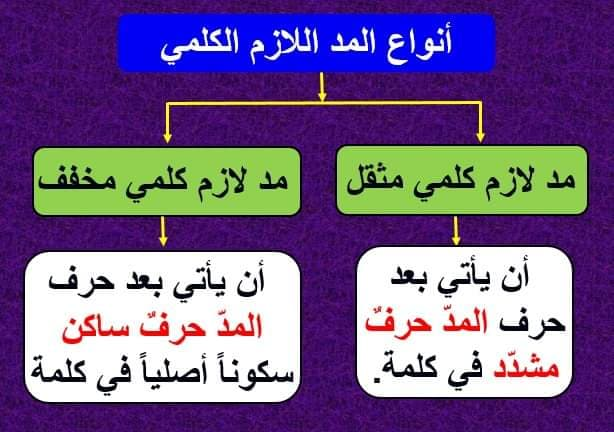 أنواع المد اللازم الكلمي
مد لازم كلمي مثقل
أن يأتي بعد
حرف المدّ حرفٌ
مشدّد في كلمة.
مد لازم كلمي مخفف
أن يأتي بعد حرف
المدّ حرفٌ ساكن
سكوناً أصلياً في كلمة